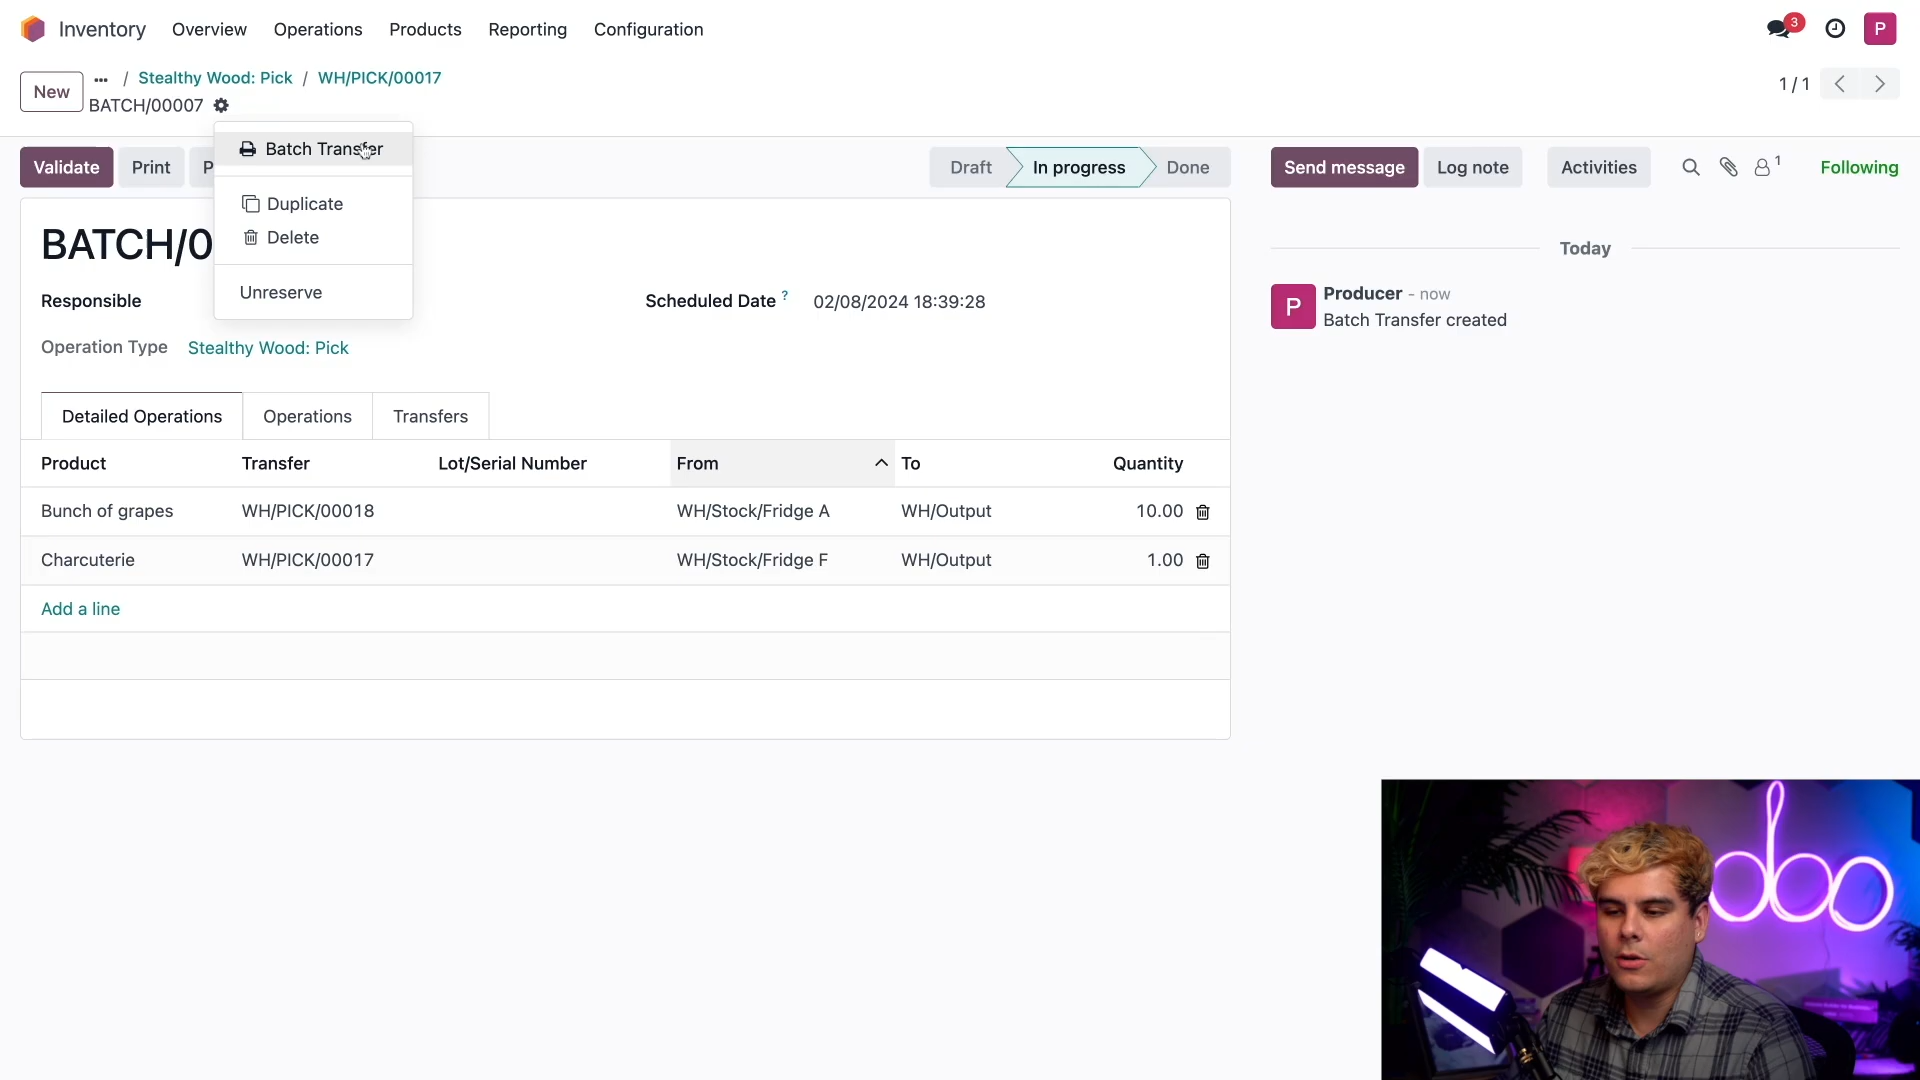 Inventory Overview Operations Products Reporting Configuration 3 P
New ... / Stealthy Wood: Pick / WH/PICK/00017 1 / 1
BATCH/00007
Batch Transfer
Validate Print P Draft In progress Done Send message Log note Activities 1 Following
Duplicate
BATCH/0
Delete
Today
Unreserve
Responsible Scheduled Date ? 02/08/2024 18:39:28
P Producer - now
Batch Transfer created
Operation Type Stealthy Wood: Pick
Detailed Operations Operations Transfers
Product Transfer Lot/Serial Number From To Quantity
Bunch of grapes WH/PICK/00018 WH/Stock/Fridge A WH/Output 10.00
Charcuterie WH/PICK/00017 WH/Stock/Fridge F WH/Output 1.00
Add a line